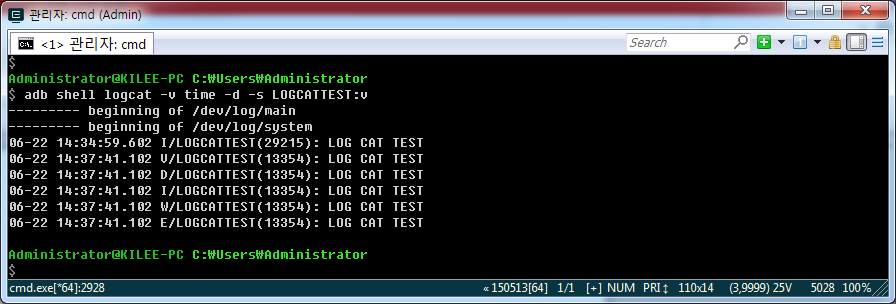 관리자: cmd (Admin)
<1> 관리자: cmd
Search
$
Administrator@KILEE-PC C:₩Users₩Administrator
$ adb shell logcat -v time -d -s LOGCATTEST:v
--------- beginning of /dev/log/main
--------- beginning of /dev/log/system
06-22 14:34:59.602 I/LOGCATTEST(29215): LOG CAT TEST
06-22 14:37:41.102 V/LOGCATTEST(13354): LOG CAT TEST
06-22 14:37:41.102 D/LOGCATTEST(13354): LOG CAT TEST
06-22 14:37:41.102 I/LOGCATTEST(13354): LOG CAT TEST
06-22 14:37:41.102 W/LOGCATTEST(13354): LOG CAT TEST
06-22 14:37:41.102 E/LOGCATTEST(13354): LOG CAT TEST
Administrator@KILEE-PC C:₩Users₩Administrator
$
cmd.exe[*64]:2928 « 150513[64] 1/1 [+] NUM PRI↕ 110x14 (3,9999) 25V 5028 100%